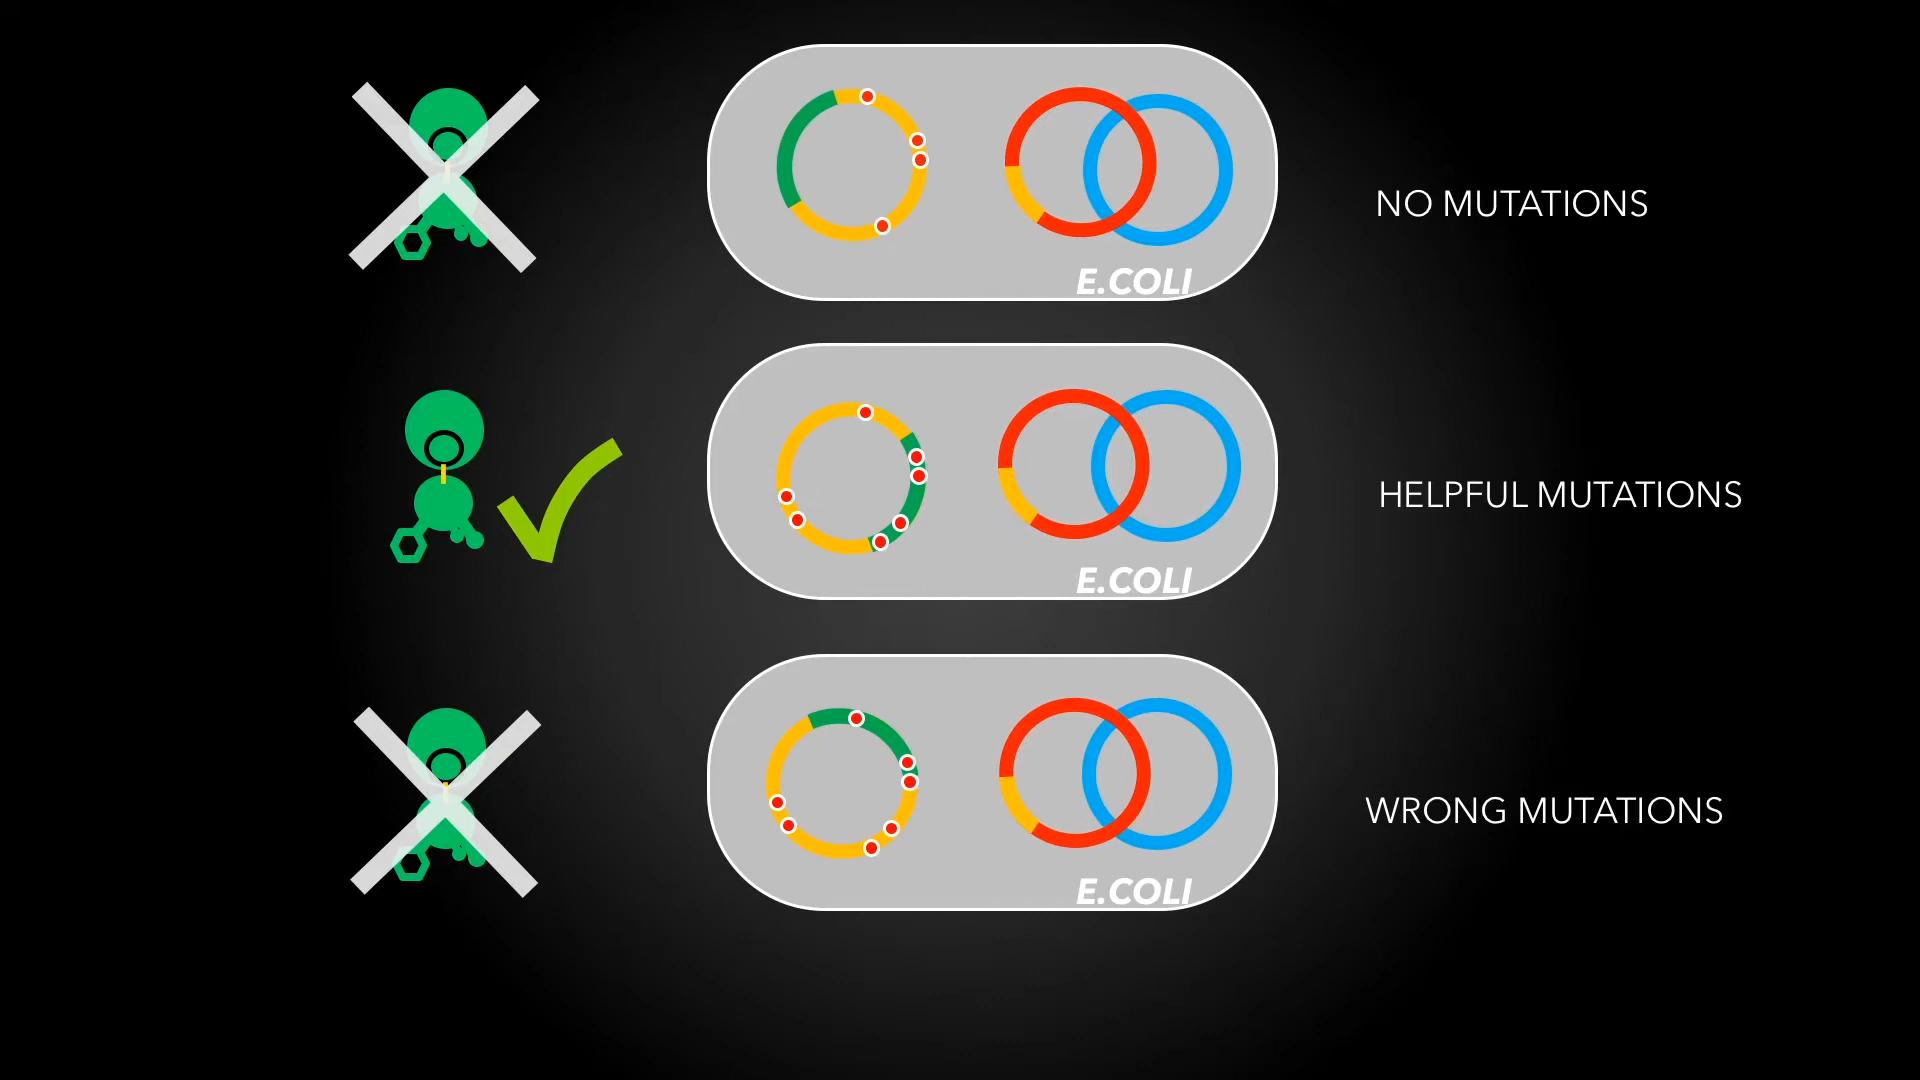 E.COLI
NO MUTATIONS
E.COLI
HELPFUL MUTATIONS
E.COLI
WRONG MUTATIONS